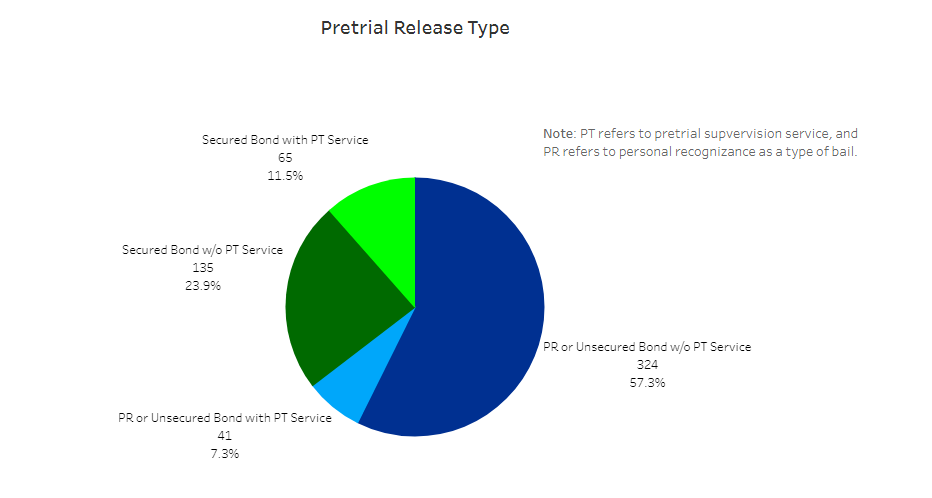 Pretrial Release Type
Note: PT refers to pretrial supvervision service, and
PR refers to personal recognizance as a type of bail.
Secured Bond with PT Service
65
11.5%
Secured Bond w/o PT Service
135
23.9%
PR or Unsecured Bond w/o PT Service
324
57.3%
PR or Unsecured Bond with PT Service
41
7.3%